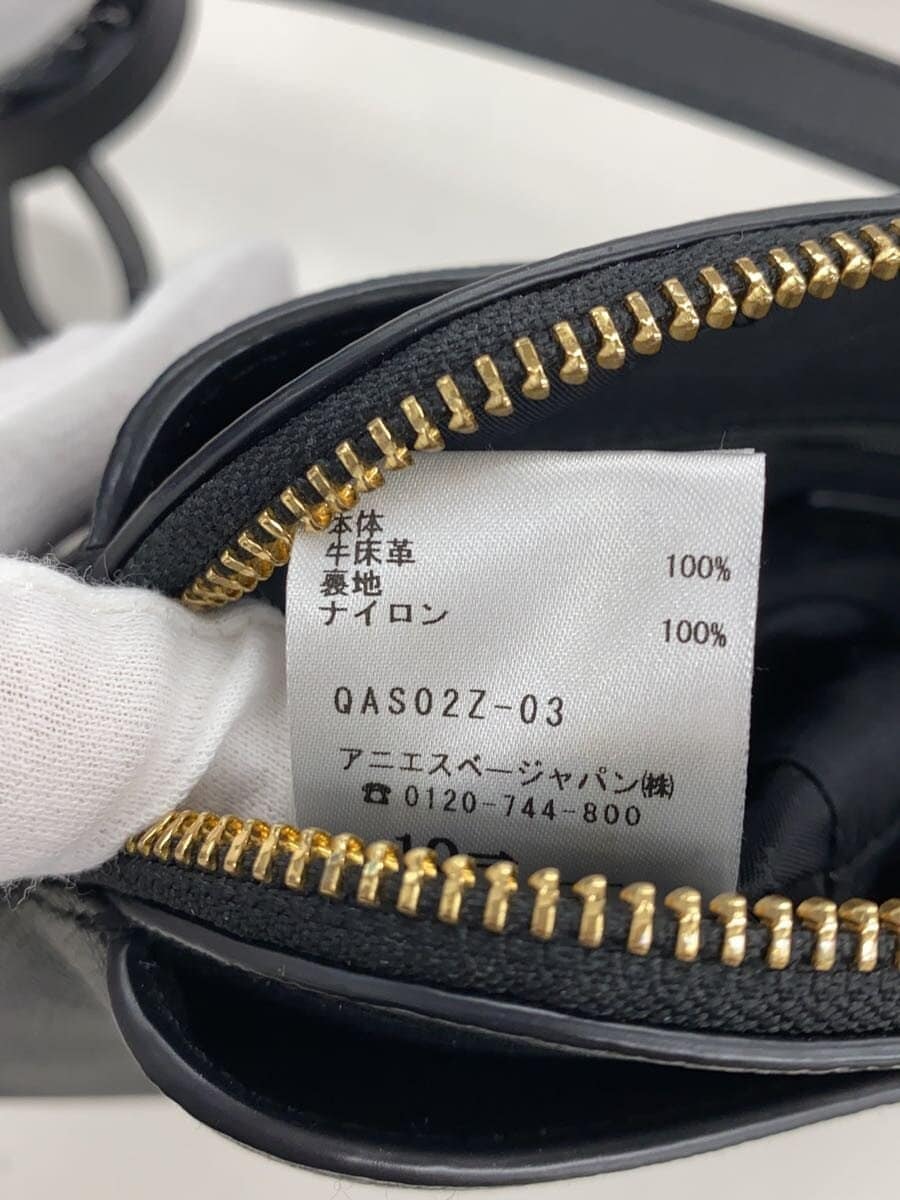 本体
牛床革 100%
裏地
ナイロン 100%
QAS02Z-03
アニエスベージャパン㈱
☎0120-744-800